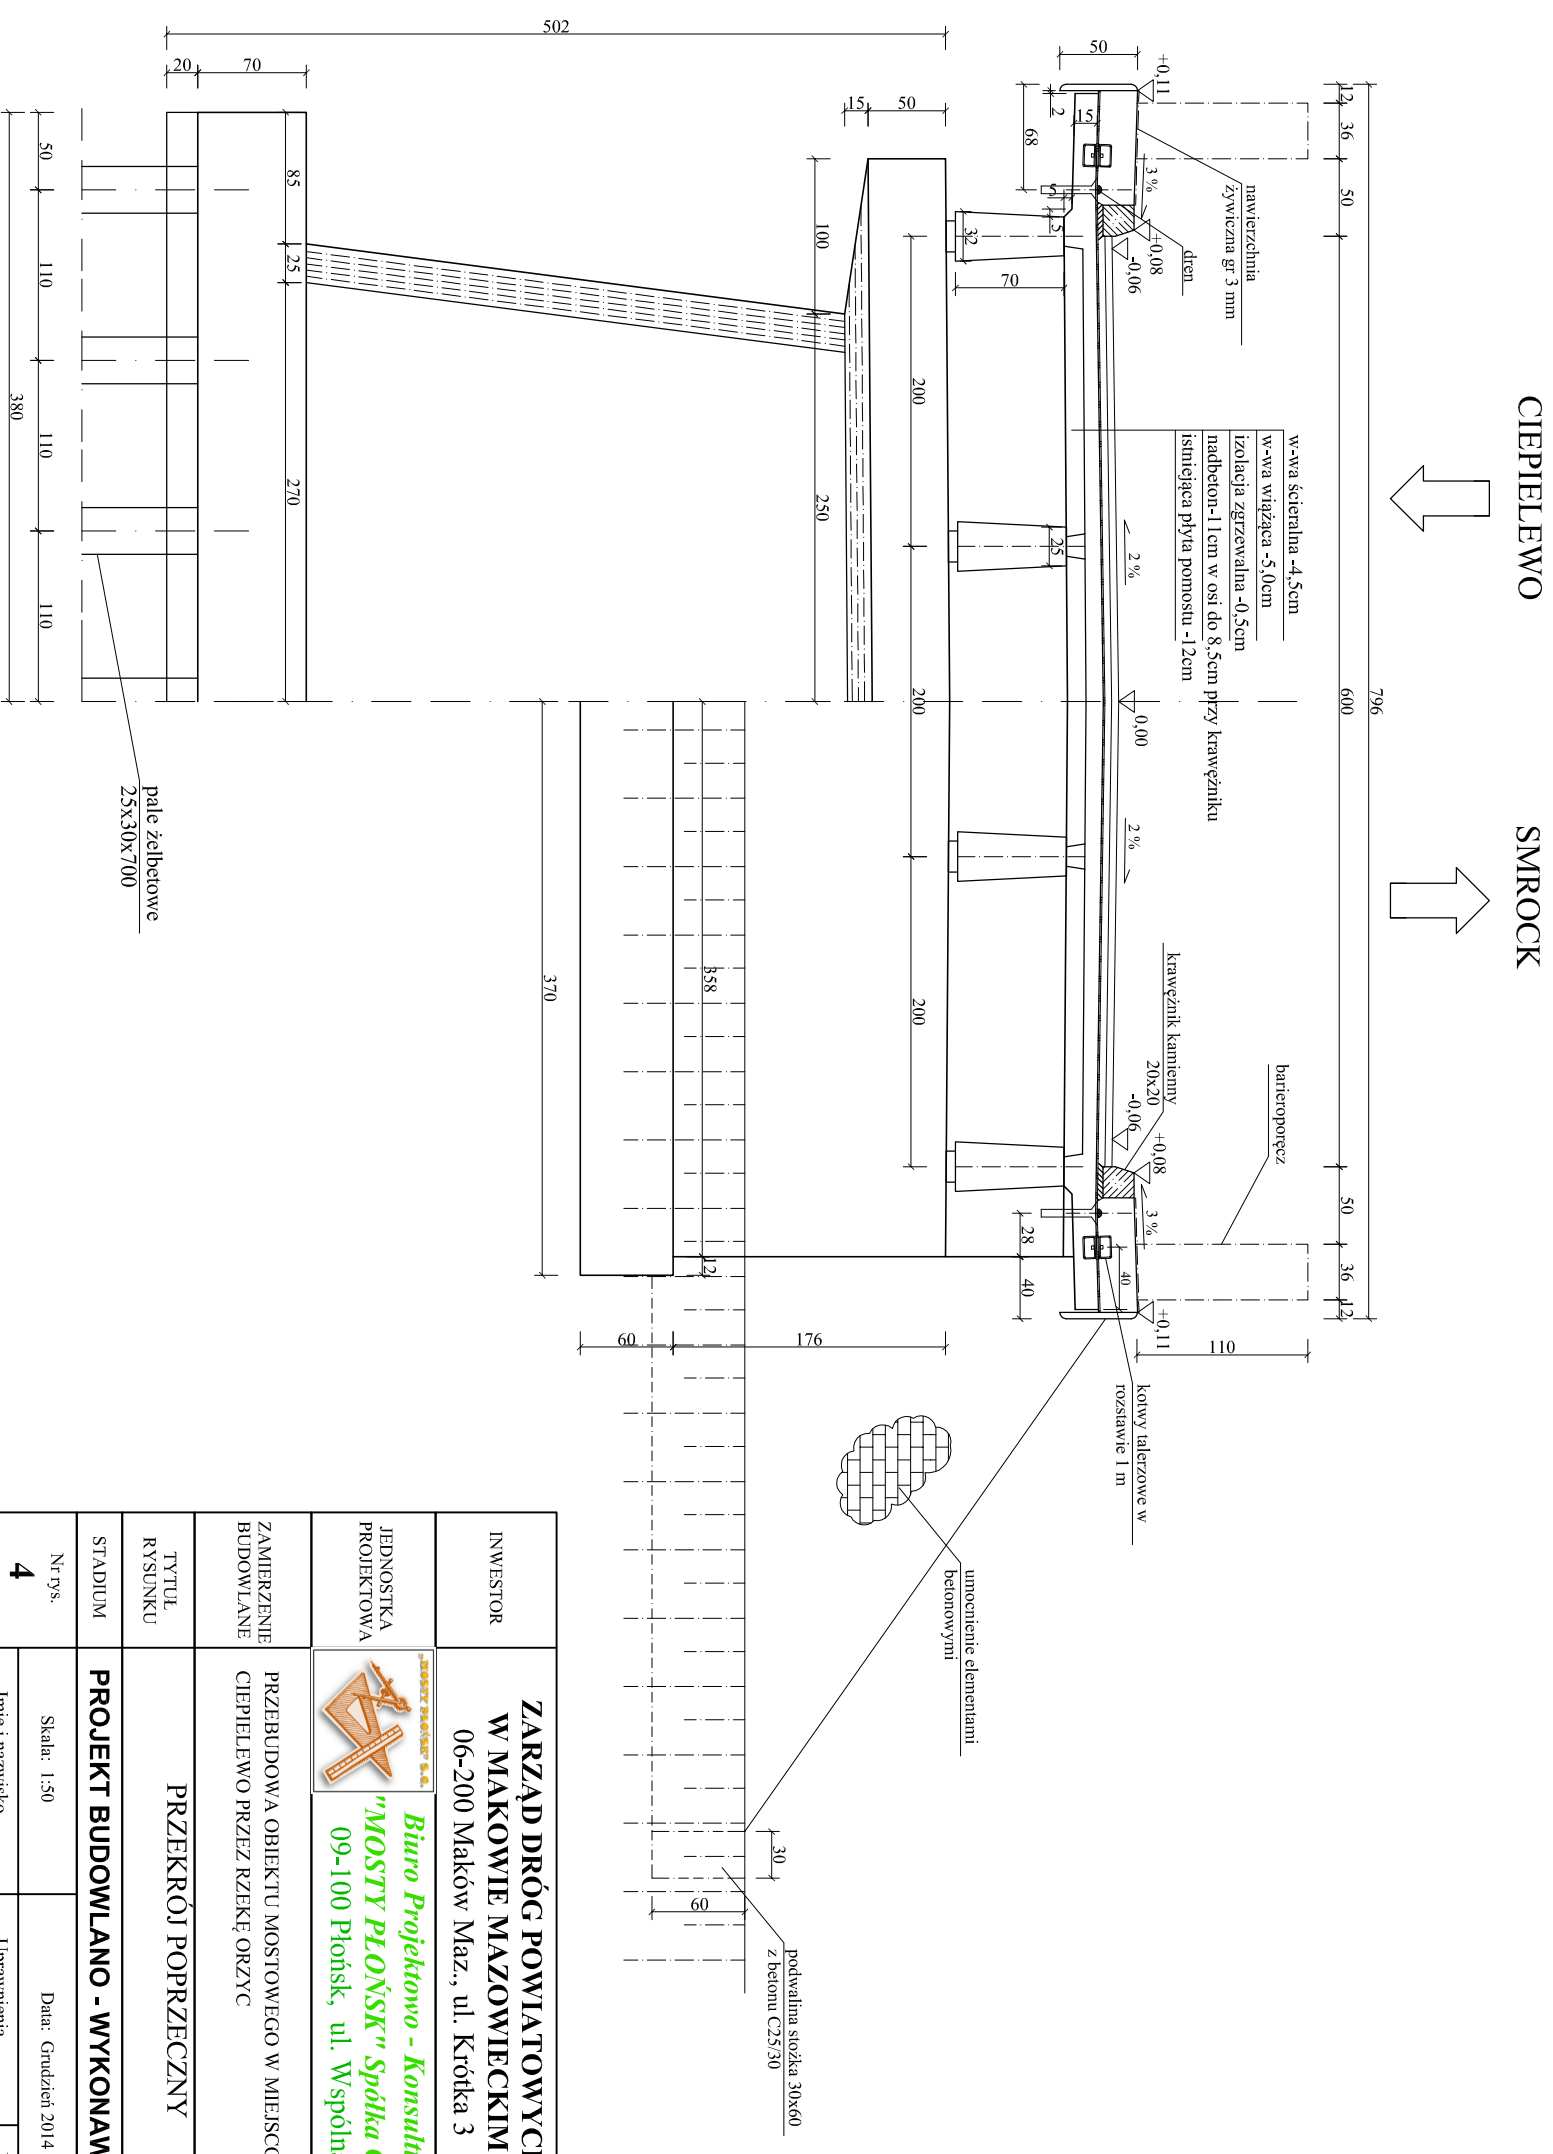 CIEPIELEWO
SMROCK
796
12
36
50
600
50
36
12
w-wa ścieralna -4,5cm
w-wa wiążąca -5,0cm
izolacja zgrzewalna -0,5cm
nadbeton-11cm w osi do 8,5cm przy krawężniku
istniejąca płyta pomostu -12cm
nawierzchnia
żywiczna gr 3 mm
dren
barieroporęcz
krawężnik kamienny
20x20
kotwy talerzowe w
rozstawie 1 m
110
+0,11
3 %
+0,08
-0,06
2 %
0,00
2 %
-0,06
+0,08
3 %
+0,11
50
2
15
68
5
5
32
70
25
40
28
40
200
200
200
15
50
100
250
502
20
70
85
25
270
50
110
110
110
380
358
12
370
60
176
30
60
pale żelbetowe
25x30x700
umocnienie elementami
betonowymi
podwalina stożka 30x60
z betonu C25/30
INWESTOR
ZARZĄD DRÓG POWIATOWYCH
W MAKOWIE MAZOWIECKIM
06-200 Maków Maz., ul. Krótka 3
JEDNOSTKA
PROJEKTOWA
"MOSTY PŁOŃSK" S.C.
Biuro Projektowo - Konsult
"MOSTY PŁOŃSK" Spółka
09-100 Płońsk, ul. Wspóln
ZAMIERZENIE
BUDOWLANE
PRZEBUDOWA OBIEKTU MOSTOWEGO W MIEJSC
CIEPIELEWO PRZEZ RZEKĘ ORZYC
TYTUŁ
RYSUNKU
PRZEKRÓJ POPRZECZNY
STADIUM
PROJEKT BUDOWLANO - WYKONAW
Nr rys.
4
Skala: 1:50
Data: Grudzień 2014
Imię i nazwisko
Uprawnienia